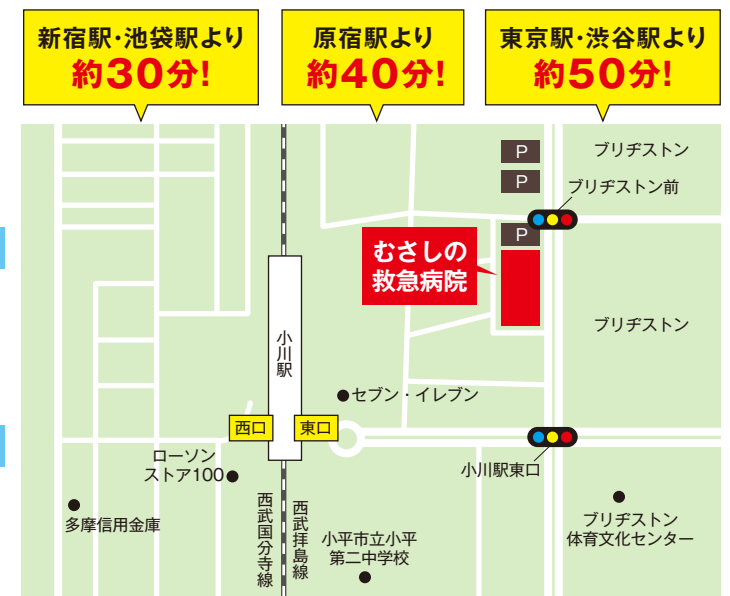 新宿駅・池袋駅より
約30分!
原宿駅より
約40分!
東京駅・渋谷駅より
約50分!
P
ブリヂストン
P
ブリヂストン前
P
むさしの
救急病院
ブリヂストン
小川駅
セブン・イレブン
西口
東口
小川駅東口
ローソン
ストア100
多摩信用金庫
西武国分寺線
西武拝島線
小平市立小平
第二中学校
ブリヂストン
体育文化センター